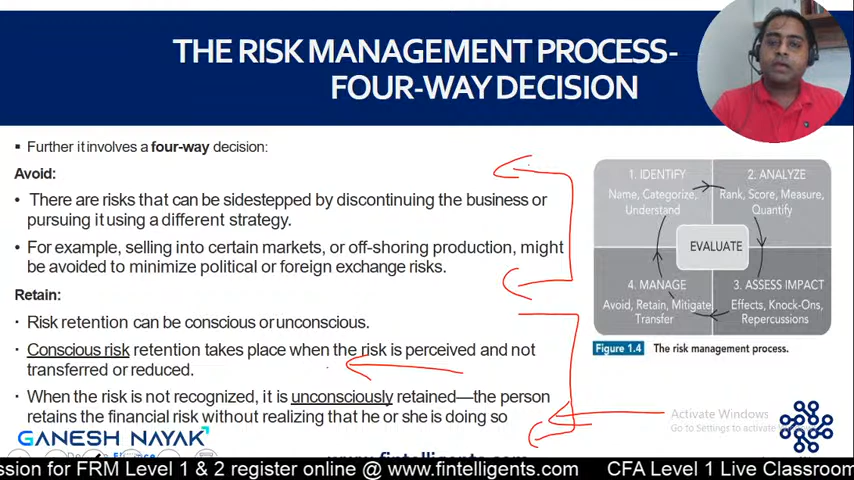 THE RISK MANAGEMENT PROCESS-
FOUR-WAY DECISION
▪ Further it involves a four-way decision:
Avoid:
• There are risks that can be sidestepped by discontinuing the business or
pursuing it using a different strategy.
• For example, selling into certain markets, or off-shoring production, might
be avoided to minimize political or foreign exchange risks.
Retain:
• Risk retention can be conscious or unconscious.
• Conscious risk retention takes place when the risk is perceived and not
transferred or reduced.
• When the risk is not recognized, it is unconsciously retained—the person
retains the financial risk without realizing that he or she is doing so
1. IDENTIFY
Name, Categorize,
Understand
2. ANALYZE
Rank, Score, Measure,
Quantify
EVALUATE
4. MANAGE
Avoid, Retain, Mitigate,
Transfer
3. ASSESS IMPACT
Effects, Knock-Ons,
Repercussions
Figure 1.4 The risk management process.
Activate Windows
Go to Settings to activate Windows.
GANESH NAYAK
www.fintelligents.com
ssion for FRM Level 1 & 2 register online @ www.fintelligents.com CFA Level 1 Live Classroom